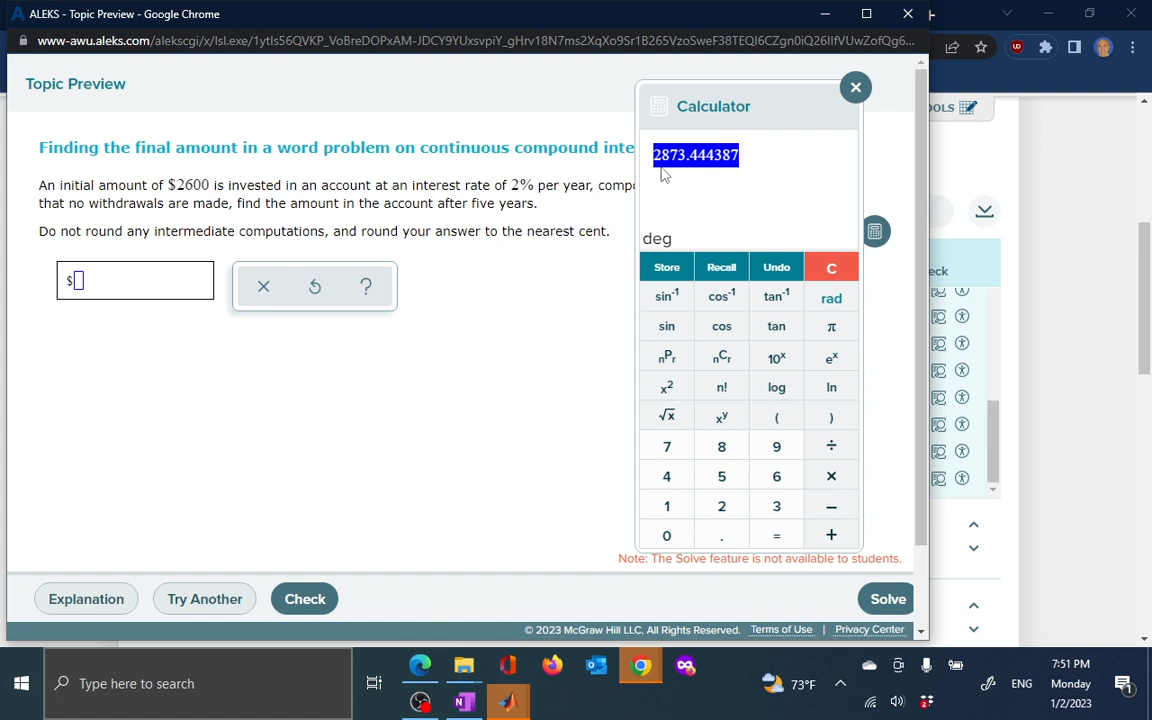 ALEKS - Topic Preview - Google Chrome
www-awu.aleks.com/alekscgi/x/Isl.exe/1ytIs56QVKP_VoBreDOPxAM-JDCY9YUxsvpiY_gHrv18N7ms2XqXo9Sr1B265VzoSweF38TEQI6CZgn0iQ26IIfVUwZofQg6...
Topic Preview
OOLS
Calculator
Finding the final amount in a word problem on continuous compound inte
2873.444387
An initial amount of $2600 is invested in an account at an interest rate of 2% per year, compo
that no withdrawals are made, find the amount in the account after five years.
Do not round any intermediate computations, and round your answer to the nearest cent.
deg
$
?
eck
Store Recall Undo C
sin-1 cos-1 tan-1 rad
sin cos tan π
nPr nCr 10x ex
x2 n! log ln
√x xy ( )
7 8 9 ÷
4 5 6 ×
1 2 3 −
0 . = +
Note: The Solve feature is not available to students.
Explanation Try Another Check Solve
© 2023 McGraw Hill LLC. All Rights Reserved. Terms of Use | Privacy Center
Type here to search
73°F
ENG
7:51 PM
Monday
1/2/2023
1